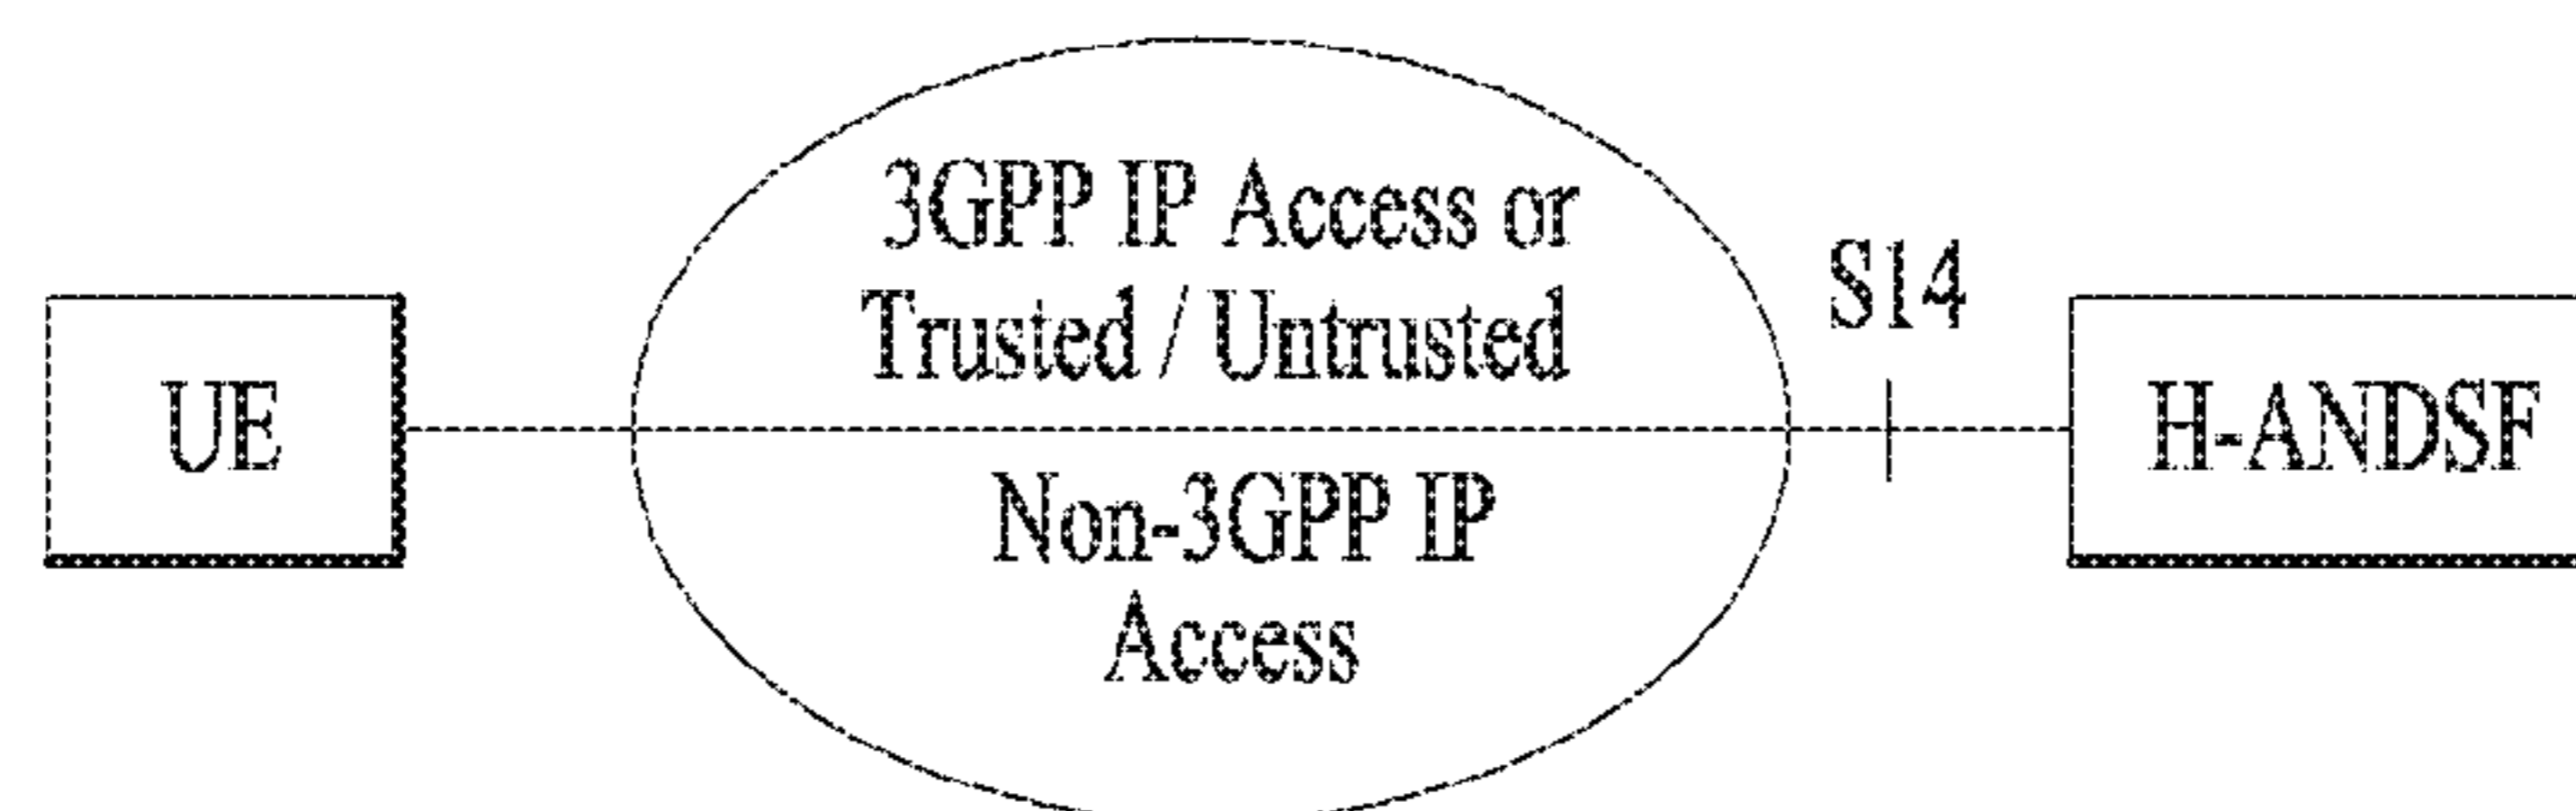 3GPP IP Access or
Trusted / Untrusted
S14
UE
H-ANDSF
Non-3GPP IP
Access